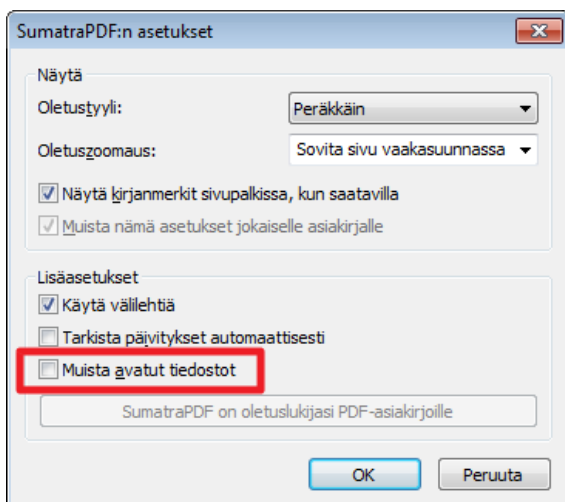 SumatraPDF:n asetukset
Näytä
Oletustyyli:
Peräkkäin
Oletuszoomaus:
Sovita sivu vaakasuunnassa
Näytä kirjanmerkit sivupalkissa, kun saatavilla
Muista nämä asetukset jokaiselle asiakirjalle
Lisäasetukset
Käytä välilehtiä
Tarkista päivitykset automaattisesti
Muista avatut tiedostot
SumatraPDF on oletuslukijasi PDF-asiakirjoille
OK
Peruuta